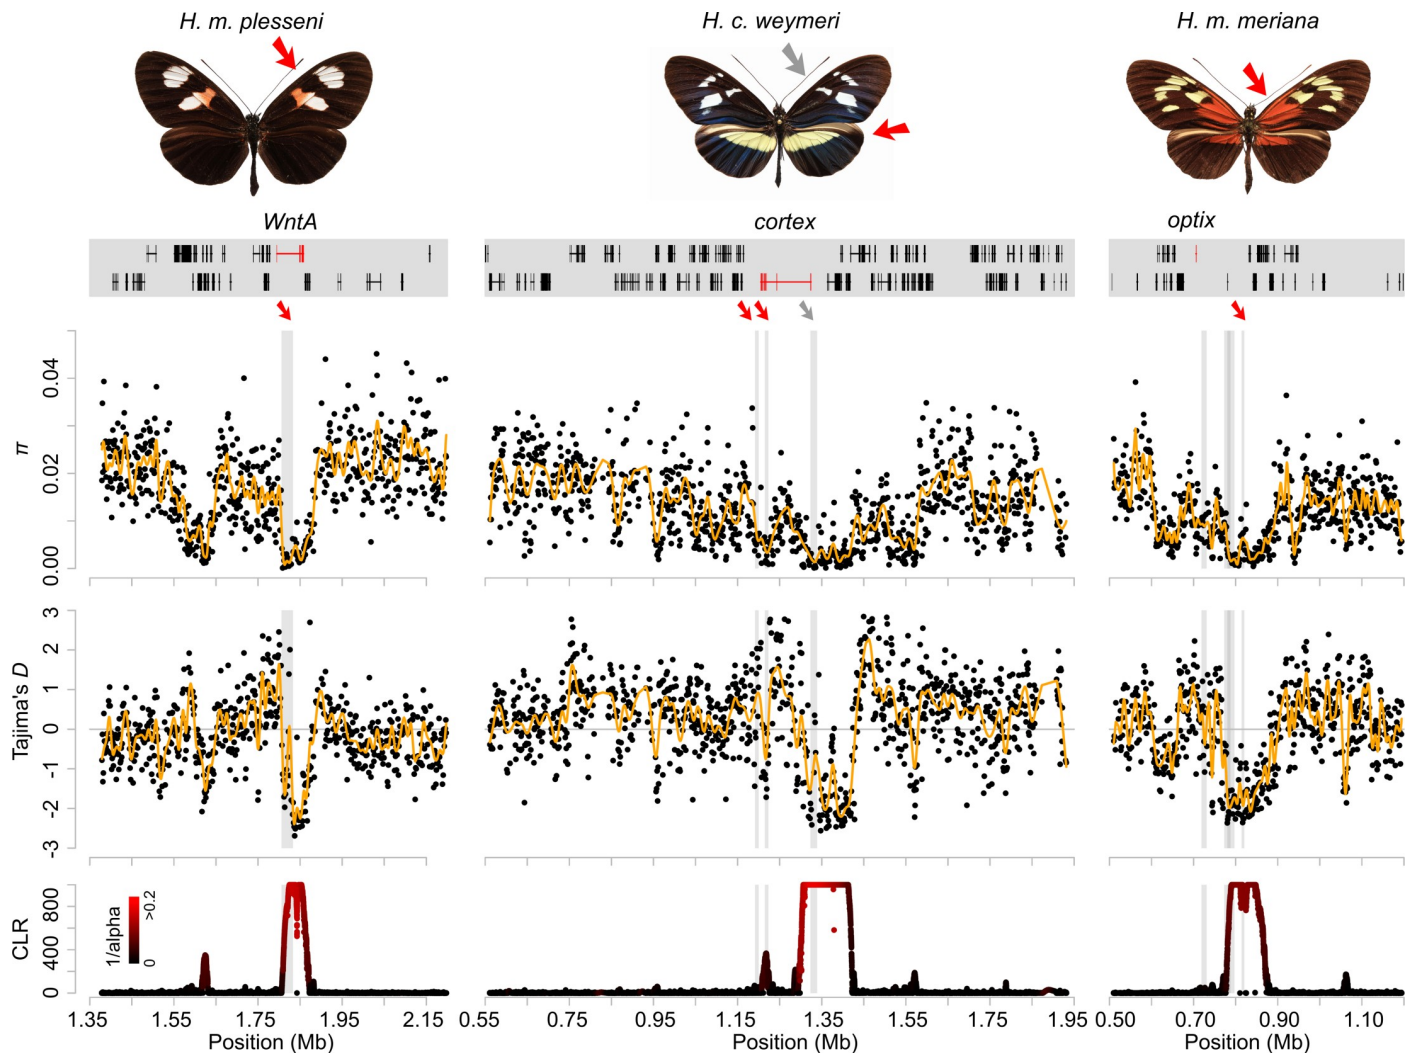 H. m. plesseni
H. c. weymeri
H. m. meriana
WntA
cortex
optix
π
0.04
0.02
0.00
Tajima's D
3
2
1
0
-1
-2
-3
CLR
800
400
0
1/alpha
>0.2
0
1.35 1.55 1.75 1.95 2.15
Position (Mb)
0.55 0.75 0.95 1.15 1.35 1.55 1.75 1.95
Position (Mb)
0.50 0.70 0.90 1.10
Position (Mb)